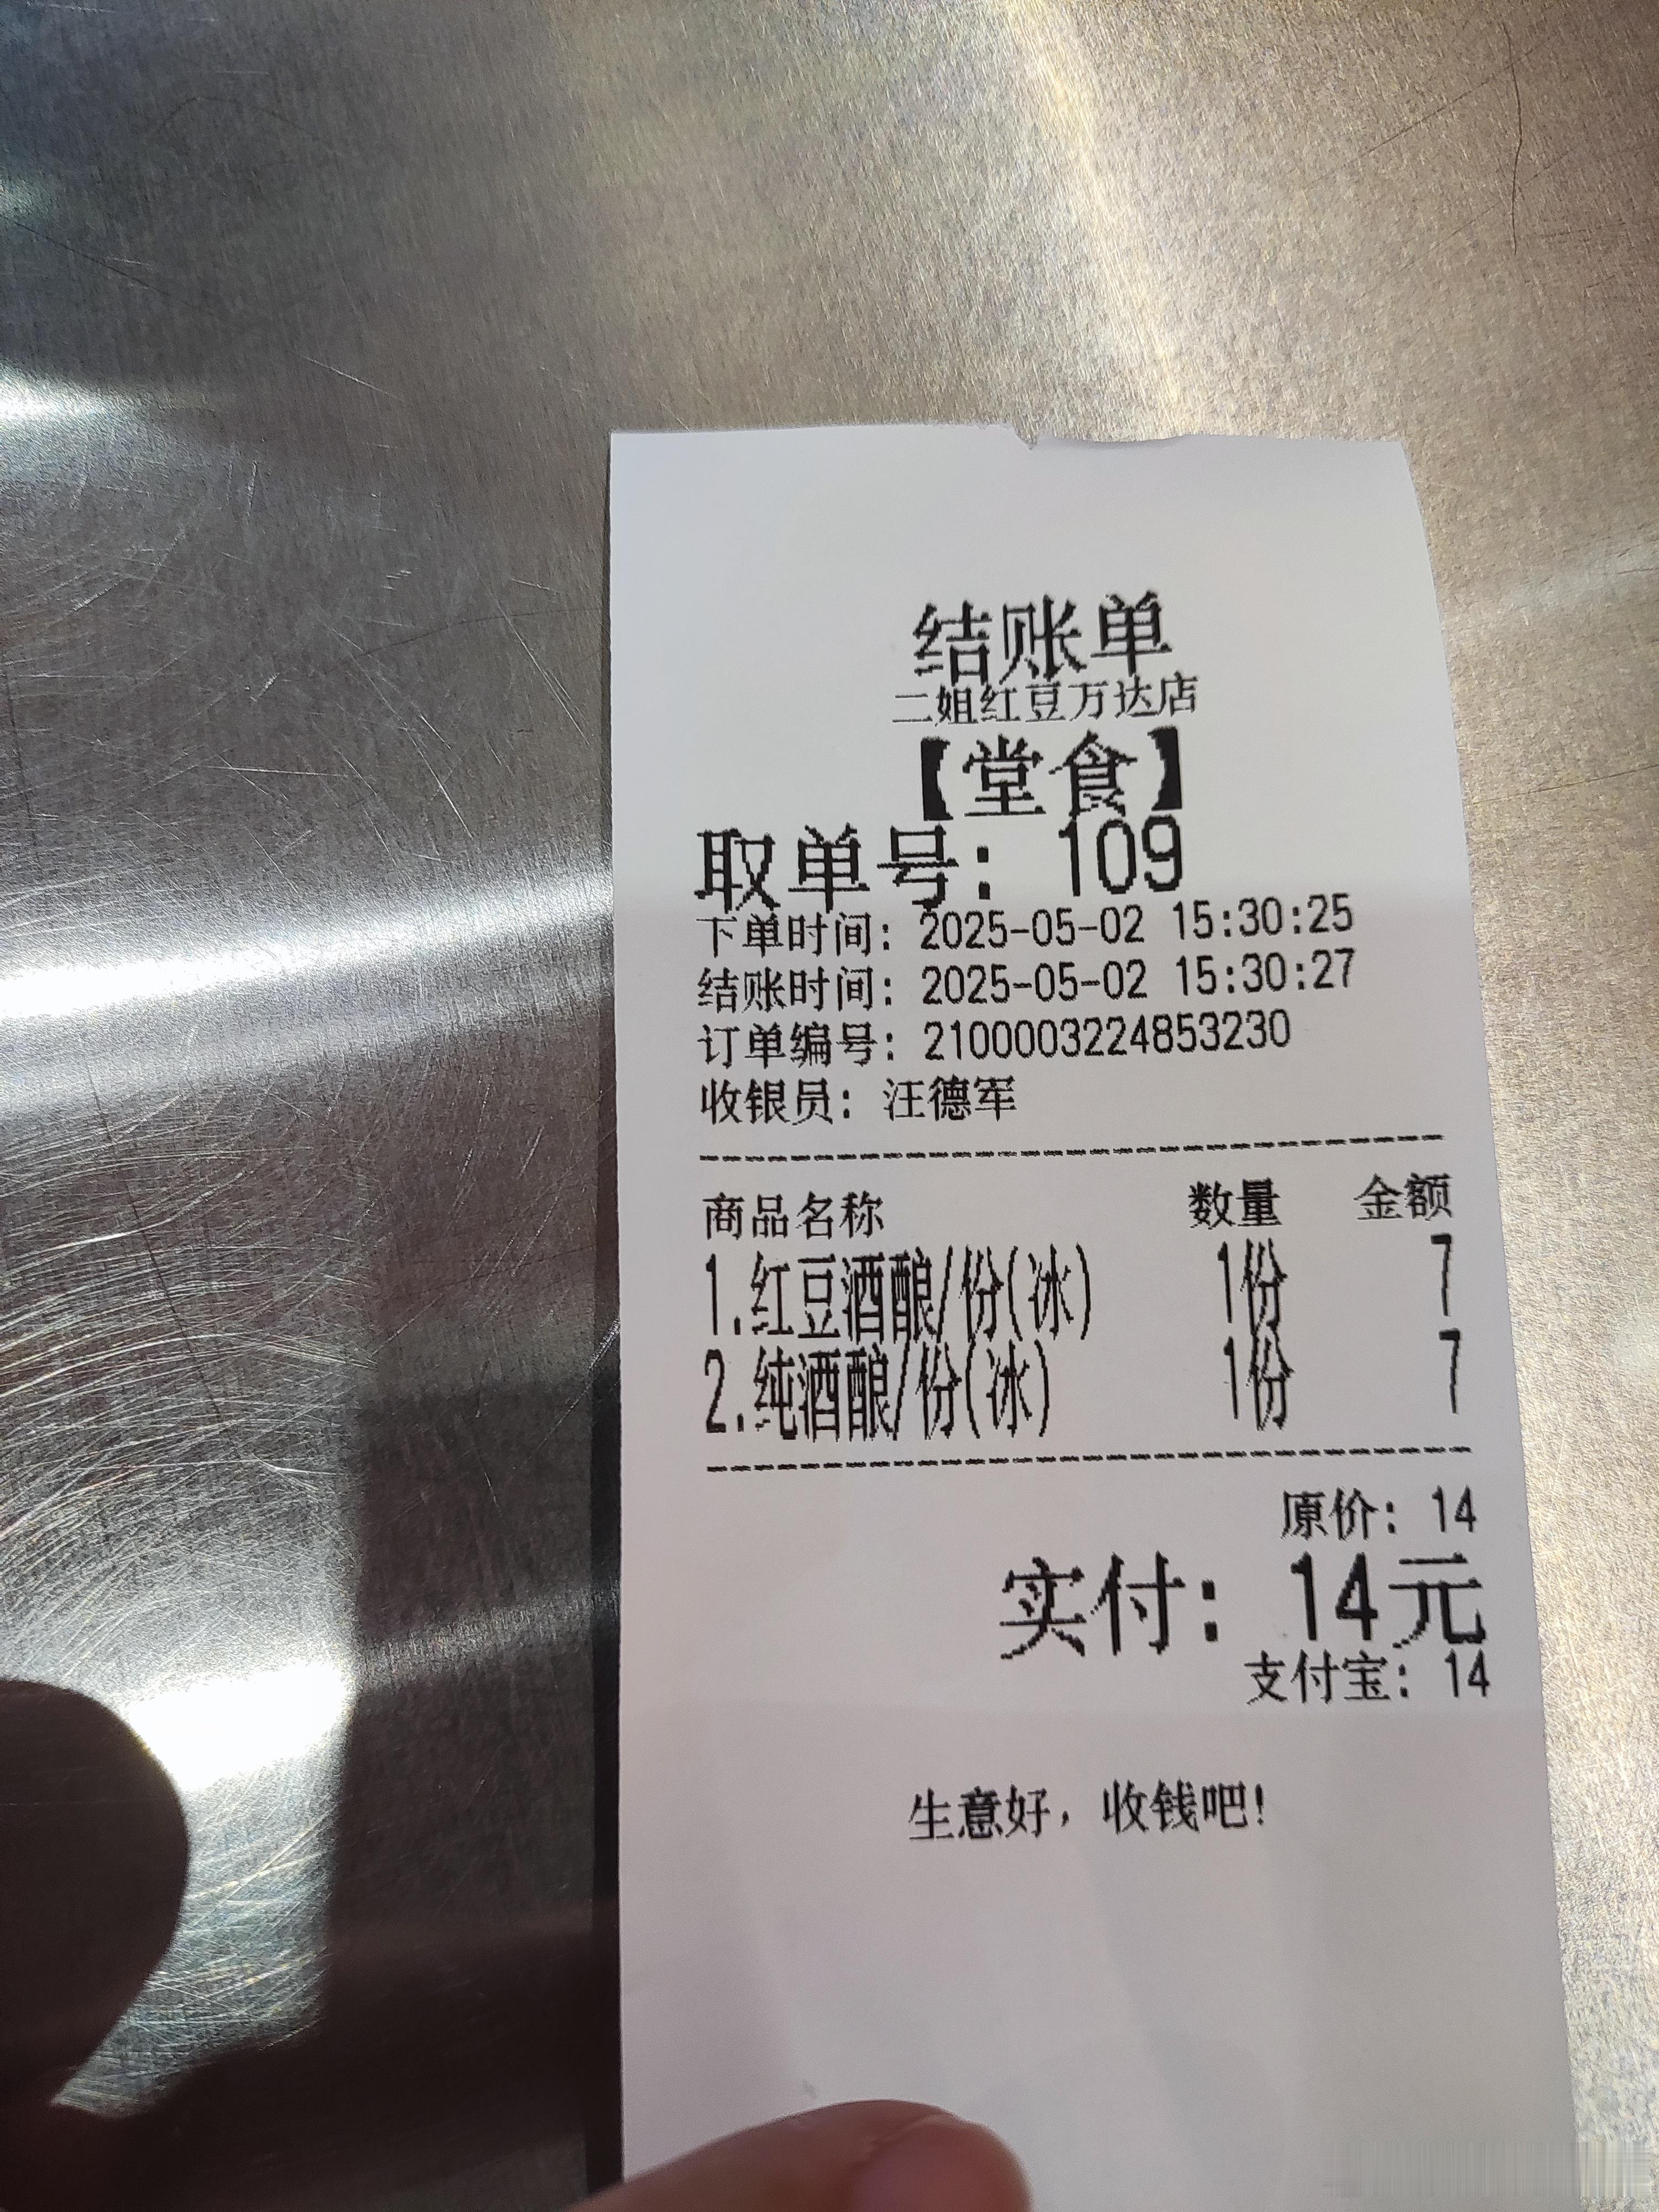 结账单
二姐红豆万达店
【堂食】
取单号: 109
下单时间: 2025-05-02 15:30:25
结账时间: 2025-05-02 15:30:27
订单编号: 2100003224853230
收银员: 汪德军
商品名称 数量 金额
1.红豆酒酿/份(冰) 1份 7
2.纯酒酿/份(冰) 1份 7
原价: 14
实付: 14元
支付宝: 14
生意好，收钱吧!